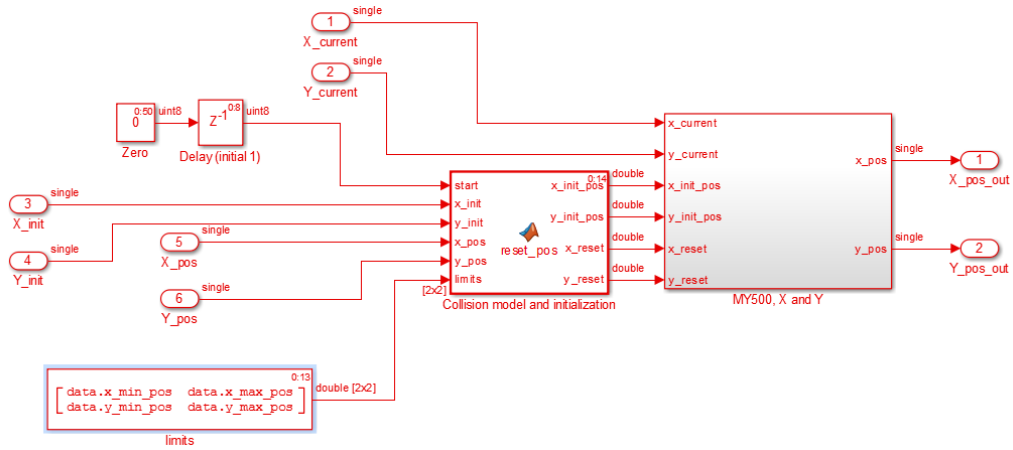 single
1
X_current
single
2
Y_current
0:50
uint8
0
Zero
0:8
uint8
Z-1
Delay (initial 1)
x_current
y_current
x_init_pos
y_init_pos
x_reset
y_reset
x_pos
y_pos
MY500, X and Y
single
1
X_pos_out
single
2
Y_pos_out
0:14
start
x_init
y_init
x_pos
y_pos
limits
reset_pos
x_init_pos
y_init_pos
x_reset
y_reset
double
double
double
double
Collision model and initialization
single
3
X_init
single
4
Y_init
single
5
X_pos
single
6
Y_pos
[2x2]
0:13
data.x_min_pos data.x_max_pos
data.y_min_pos data.y_max_pos
double [2x2]
limits